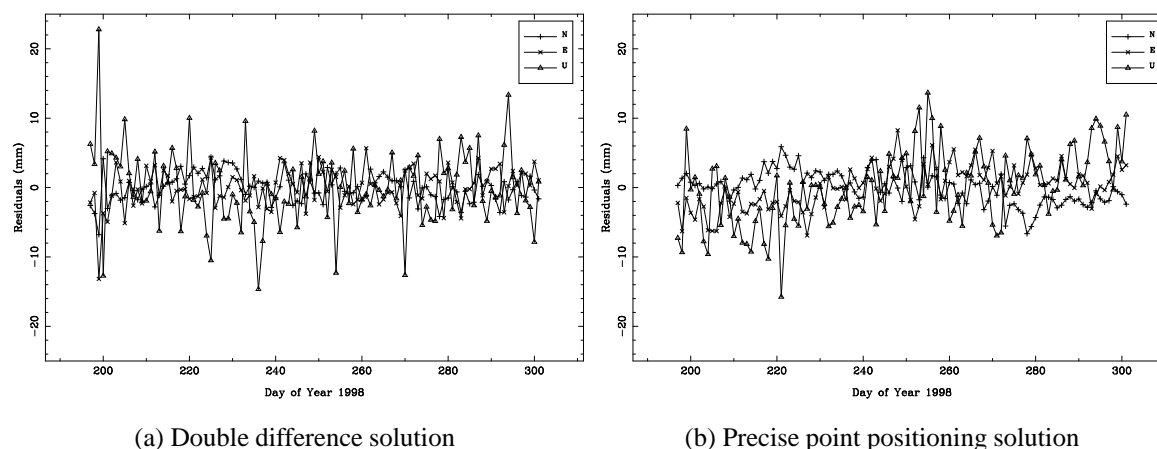 20
10
0
−10
−20
Residuals (mm)
N
E
U
200
220
240
260
280
300
Day of Year 1998
(a) Double difference solution
20
10
0
−10
−20
Residuals (mm)
N
E
U
200
220
240
260
280
300
Day of Year 1998
(b) Precise point positioning solution